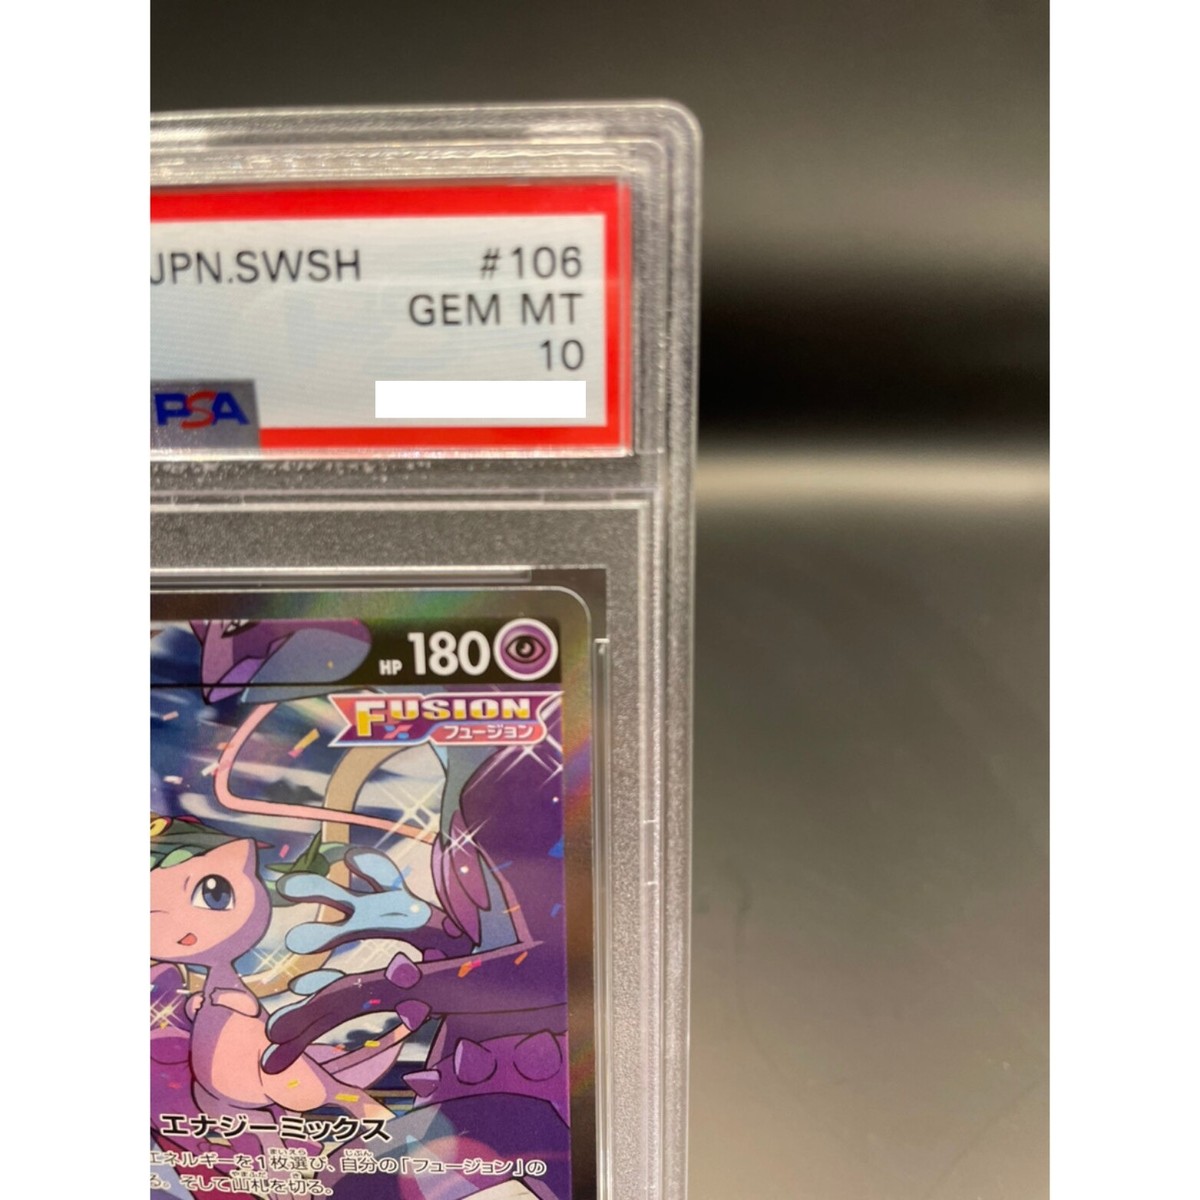 JPN.SWSH #106
GEM MT
10
PSA
HP 180
FUSION
フュージョン
エナジーミックス
エネルギーを1枚選び、自分の「フュージョン」の
る。そして山札を切る。